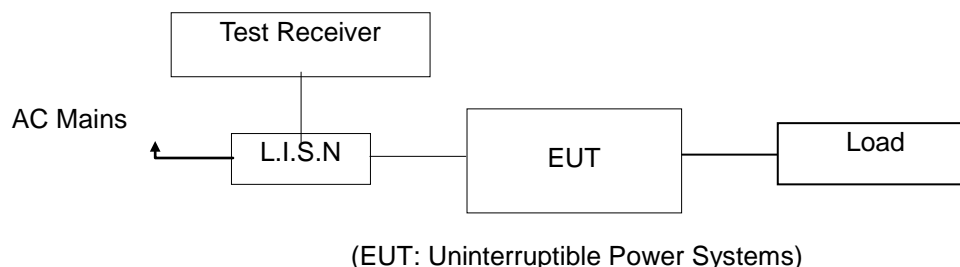 Test Receiver
AC Mains
L.I.S.N
EUT
Load
(EUT: Uninterruptible Power Systems)